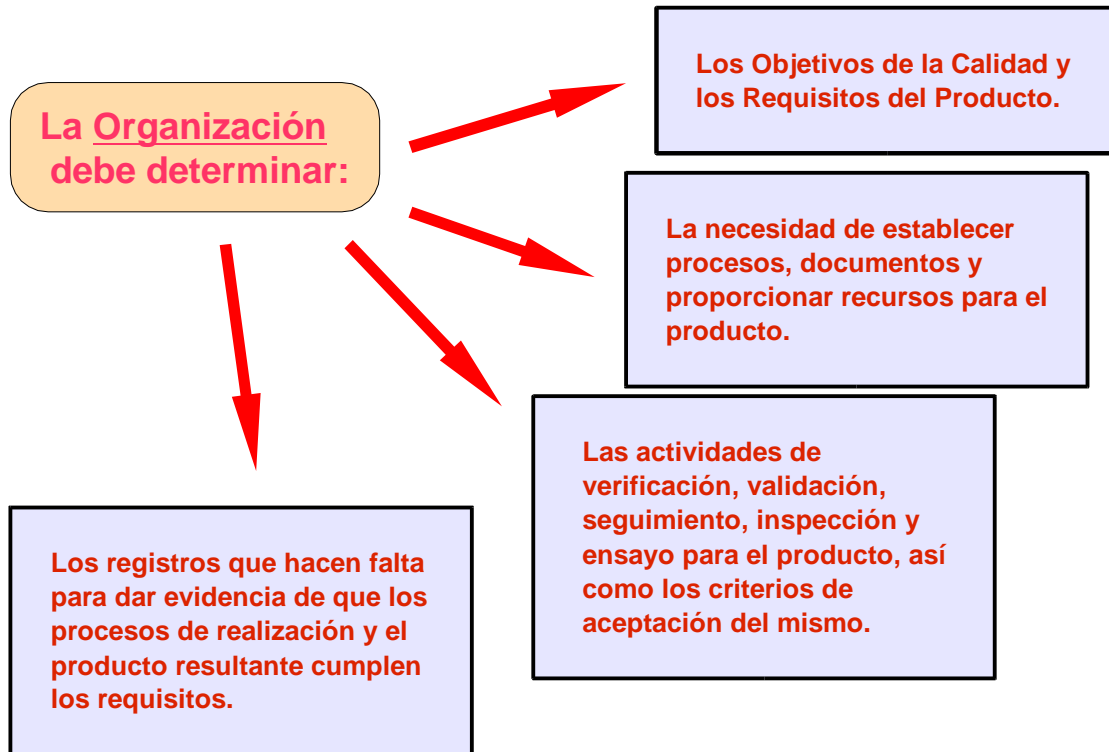 La Organización
debe determinar:
Los Objetivos de la Calidad y
los Requisitos del Producto.
La necesidad de establecer
procesos, documentos y
proporcionar recursos para el
producto.
Las actividades de
verificación, validación,
seguimiento, inspección y
ensayo para el producto, así
como los criterios de
aceptación del mismo.
Los registros que hacen falta
para dar evidencia de que los
procesos de realización y el
producto resultante cumplen
los requisitos.